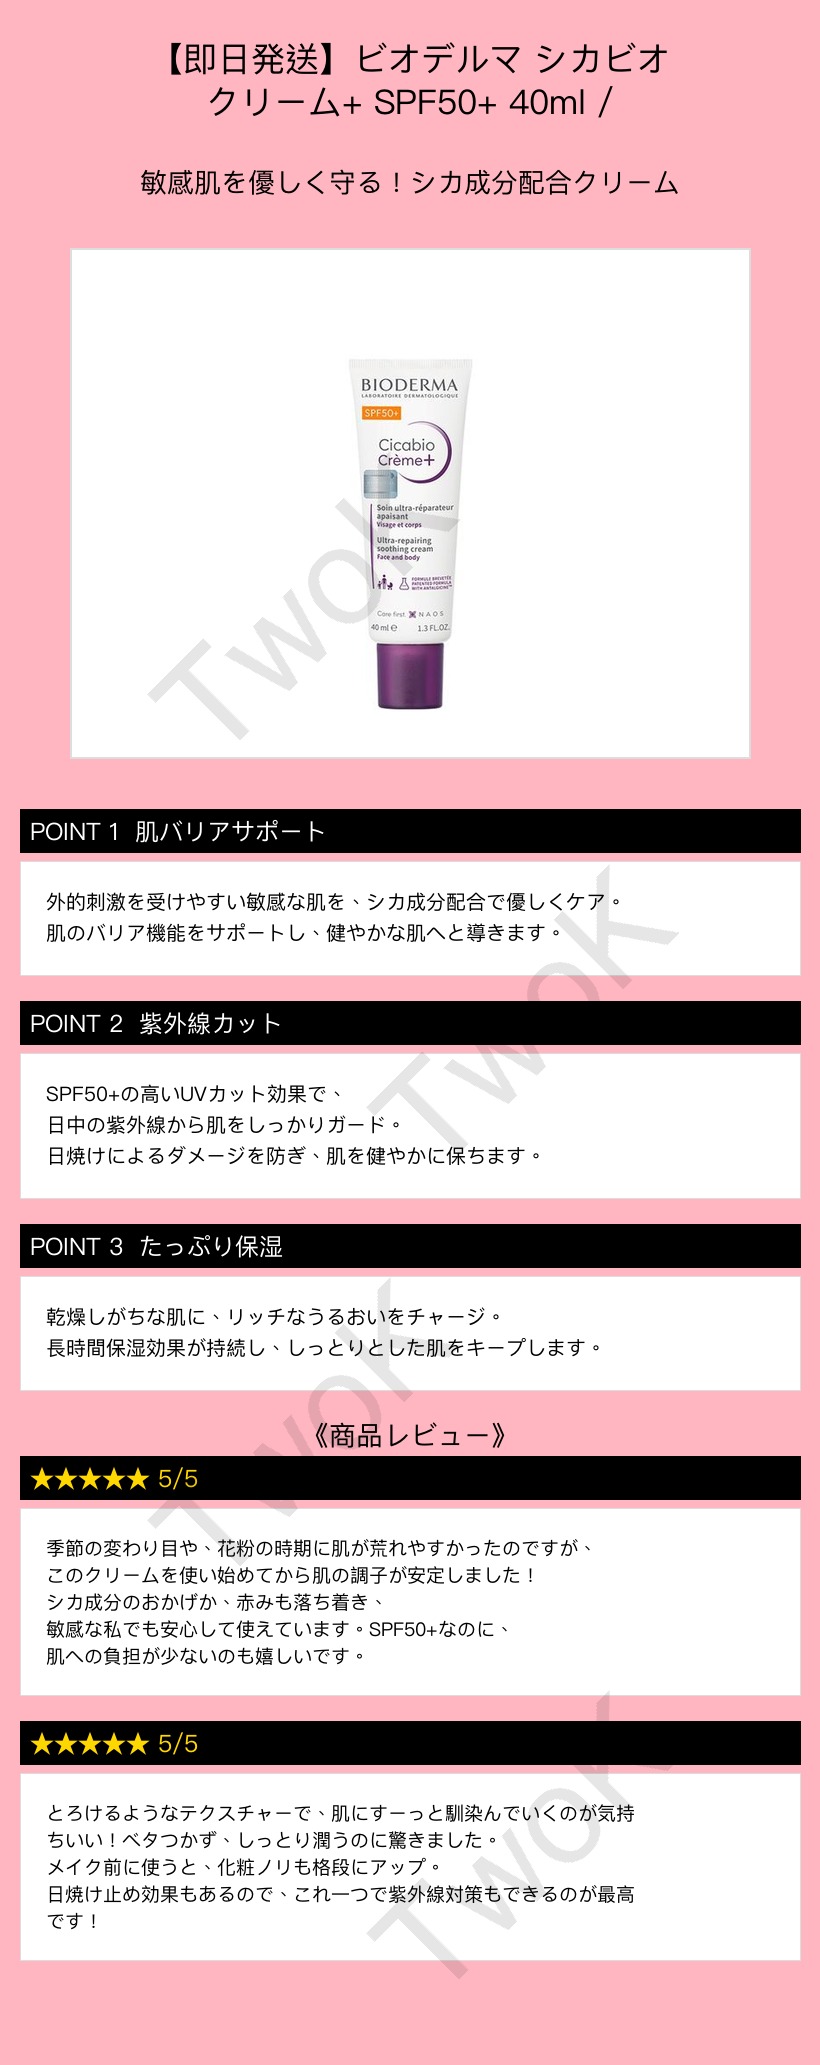 【即日発送】ビオデルマ シカビオ
クリーム+ SPF50+ 40ml /
敏感肌を優しく守る！シカ成分配合クリーム
BIODERMA
LABORATOIRE DERMATOLOGIQUE
SPF50+
Cicabio
Crème+
Soin ultra-réparateur
apaisant
Visage et corps
Ultra-repairing
soothing cream
Face and body
FORMULE BREVETÉE
PATENTED FORMULA
WITH ANTALGICINE™
Care first. NAOS
40 ml ℮ 1.3 FL.OZ.
TwoK
POINT 1 肌バリアサポート
外的刺激を受けやすい敏感な肌を、シカ成分配合で優しくケア。
肌のバリア機能をサポートし、健やかな肌へと導きます。
TwoK
POINT 2 紫外線カット
SPF50+の高いUVカット効果で、
日中の紫外線から肌をしっかりガード。
日焼けによるダメージを防ぎ、肌を健やかに保ちます。
POINT 3 たっぷり保湿
乾燥しがちな肌に、リッチなうるおいをチャージ。
長時間保湿効果が持続し、しっとりとした肌をキープします。
TwoK
《商品レビュー》
★★★★★ 5/5
季節の変わり目や、花粉の時期に肌が荒れやすかったのですが、
このクリームを使い始めてから肌の調子が安定しました！
シカ成分のおかげか、赤みも落ち着き、
敏感な私でも安心して使えています。SPF50+なのに、
肌への負担が少ないのも嬉しいです。
★★★★★ 5/5
とろけるようなテクスチャーで、肌にすーっと馴染んでいくのが気持
ちいい！ベタつかず、しっとり潤うのに驚きました。
メイク前に使うと、化粧ノリも格段にアップ。
日焼け止め効果もあるので、これ一つで紫外線対策もできるのが最高
です！
TwoK